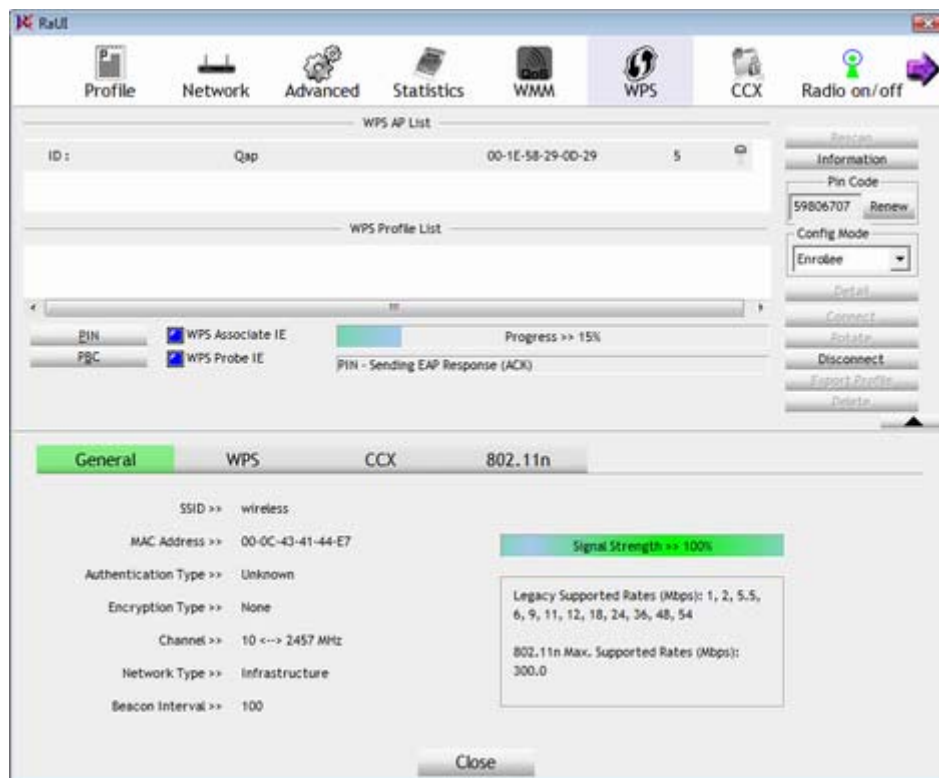 RaUI
Profile Network Advanced Statistics WMM WPS CCX Radio on/off
QoS
WPS AP List
ID : Qap 00-1E-58-29-0D-29 5
Rescan
Information
Pin Code
59806707 Renew
Config Mode
Enrollee
WPS Profile List
Detail
Connect
Rotate
Disconnect
Export Profile
Delete
PIN
WPS Associate IE
Progress >> 15%
PBC
WPS Probe IE
PIN - Sending EAP Response (ACK)
General WPS CCX 802.11n
SSID >> wireless
MAC Address >> 00-0C-43-41-44-E7
Authentication Type >> Unknown
Encryption Type >> None
Channel >> 10 <--> 2457 MHz
Network Type >> Infrastructure
Beacon Interval >> 100
Signal Strength >> 100%
Legacy Supported Rates (Mbps): 1, 2, 5.5,
6, 9, 11, 12, 18, 24, 36, 48, 54
802.11n Max. Supported Rates (Mbps):
300.0
Close